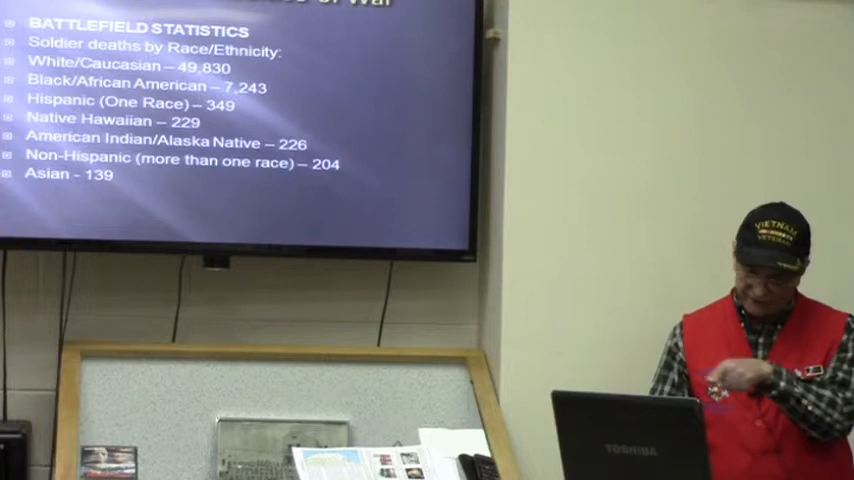 of War
BATTLEFIELD STATISTICS
Soldier deaths by Race/Ethnicity:
White/Caucasian – 49,830
Black/African American – 7,243
Hispanic (One Race) – 349
Native Hawaiian – 229
American Indian/Alaska Native – 226
Non-Hispanic (more than one race) – 204
Asian - 139
VIETNAM
VETERAN
TOSHIBA